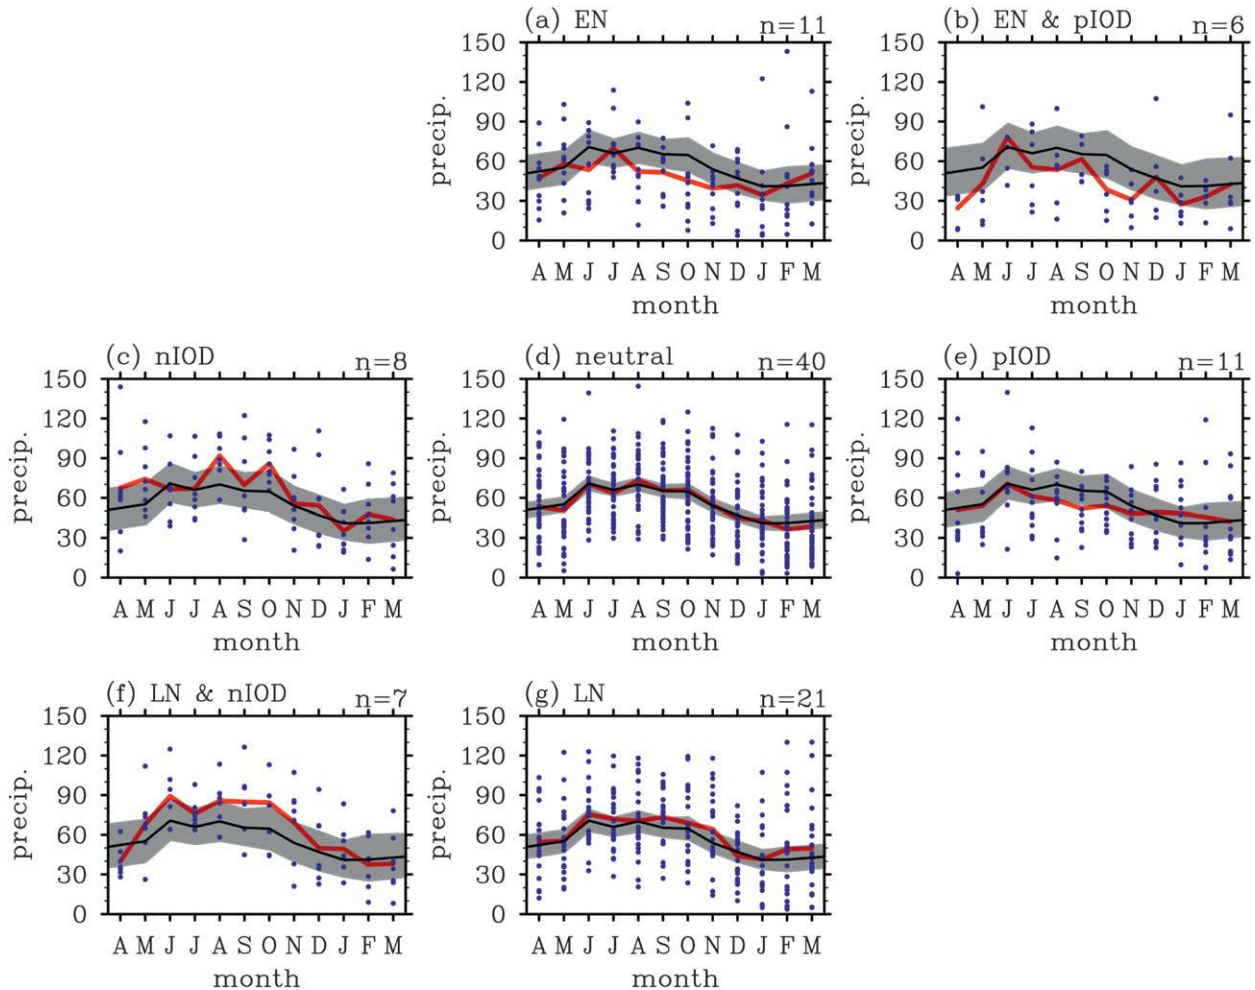 (a) EN n=11
precip.
150
120
90
60
30
0
A M J J A S O N D J F M
month
(b) EN & pIOD n=6
precip.
150
120
90
60
30
0
A M J J A S O N D J F M
month
(c) nIOD n=8
precip.
150
120
90
60
30
0
A M J J A S O N D J F M
month
(d) neutral n=40
precip.
150
120
90
60
30
0
A M J J A S O N D J F M
month
(e) pIOD n=11
precip.
150
120
90
60
30
0
A M J J A S O N D J F M
month
(f) LN & nIOD n=7
precip.
150
120
90
60
30
0
A M J J A S O N D J F M
month
(g) LN n=21
precip.
150
120
90
60
30
0
A M J J A S O N D J F M
month